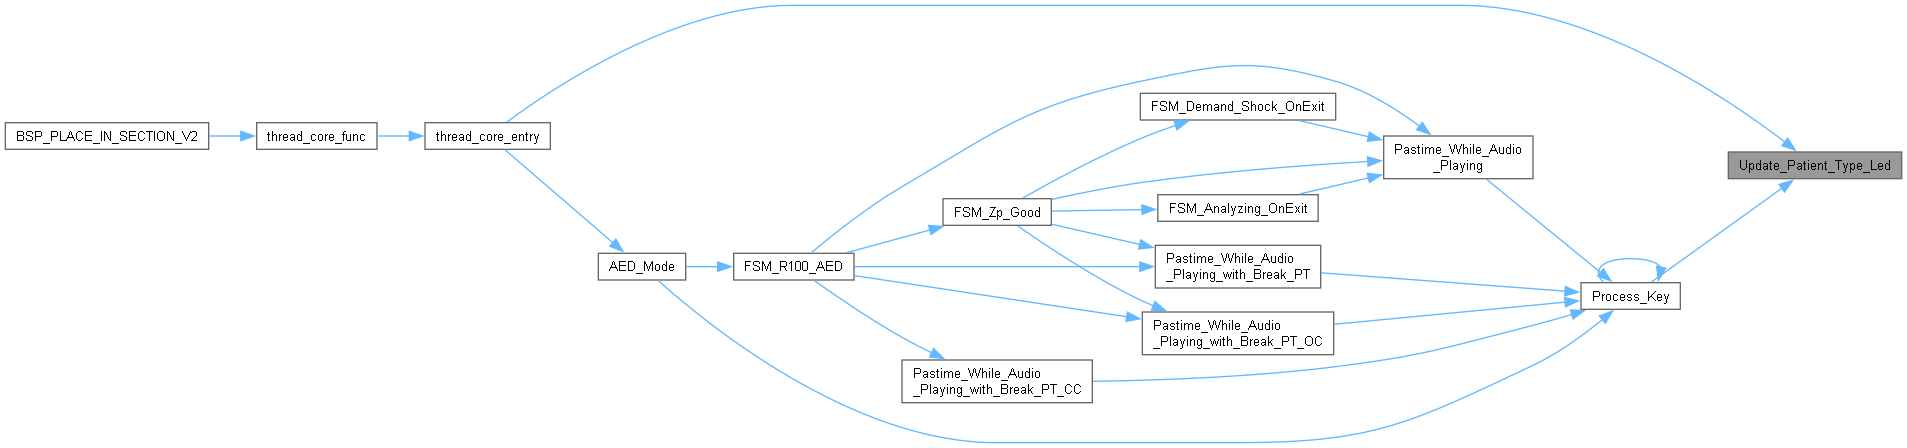 BSP_PLACE_IN_SECTION_V2
thread_core_func
thread_core_entry
AED_Mode
FSM_R100_AED
FSM_Zp_Good
Pastime_While_Audio
_Playing_with_Break_PT_CC
FSM_Demand_Shock_OnExit
FSM_Analyzing_OnExit
Pastime_While_Audio
_Playing_with_Break_PT
Pastime_While_Audio
_Playing_with_Break_PT_OC
Pastime_While_Audio
_Playing
Process_Key
Update_Patient_Type_Led